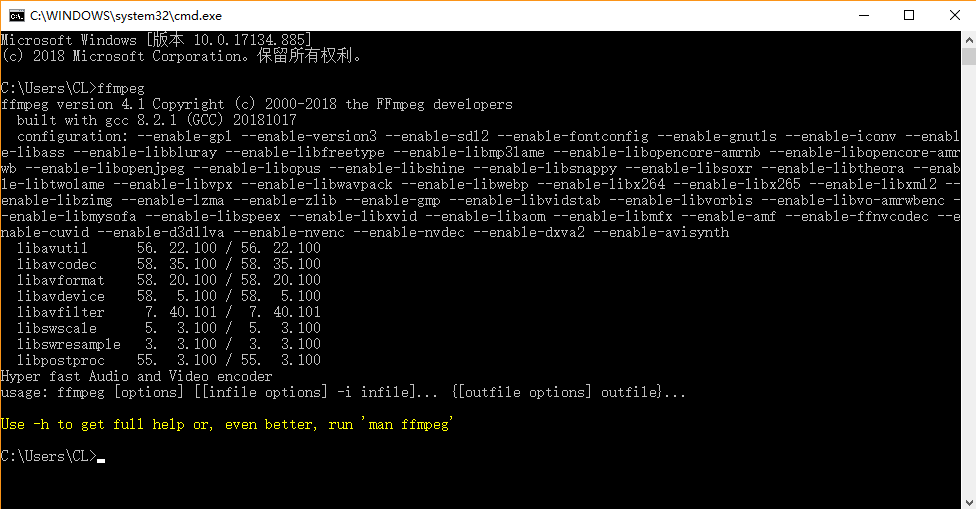 C:\WINDOWS\system32\cmd.exe
Microsoft Windows [版本 10.0.17134.885]
(c) 2018 Microsoft Corporation。保留所有权利。
C:\Users\CL>ffmpeg
ffmpeg version 4.1 Copyright (c) 2000-2018 the FFmpeg developers
built with gcc 8.2.1 (GCC) 20181017
configuration: --enable-gpl --enable-version3 --enable-sdl2 --enable-fontconfig --enable-gnutls --enable-iconv --enabl
e-libass --enable-libbluray --enable-libfreetype --enable-libmp3lame --enable-libopencore-amrnb --enable-libopencore-amr
wb --enable-libopenjpeg --enable-libopus --enable-libshine --enable-libsnappy --enable-libsoxr --enable-libtheora --enab
le-libtwolame --enable-libvpx --enable-libwavpack --enable-libwebp --enable-libx264 --enable-libx265 --enable-libxml2 --
enable-libzimg --enable-lzma --enable-zlib --enable-gmp --enable-libvidstab --enable-libvorbis --enable-libvo-amrwbenc -
-enable-libmysofa --enable-libspeex --enable-libxvid --enable-libaom --enable-libmfx --enable-amf --enable-ffnvcodec --e
nable-cuvid --enable-d3d11va --enable-nvenc --enable-nvdec --enable-dxva2 --enable-avisynth
libavutil 56. 22.100 / 56. 22.100
libavcodec 58. 35.100 / 58. 35.100
libavformat 58. 20.100 / 58. 20.100
libavdevice 58. 5.100 / 58. 5.100
libavfilter 7. 40.101 / 7. 40.101
libswscale 5. 3.100 / 5. 3.100
libswresample 3. 3.100 / 3. 3.100
libpostproc 55. 3.100 / 55. 3.100
Hyper fast Audio and Video encoder
usage: ffmpeg [options] [[infile options] -i infile]... {[outfile options] outfile}...
Use -h to get full help or, even better, run 'man ffmpeg'
C:\Users\CL>